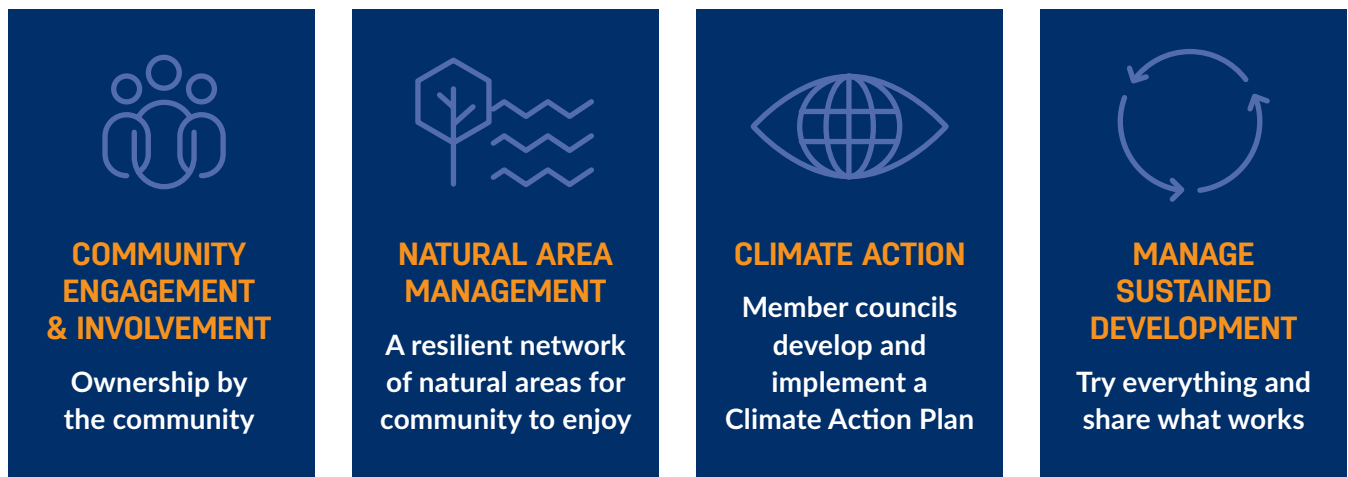 COMMUNITY
ENGAGEMENT
& INVOLVEMENT
Ownership by
the community
NATURAL AREA
MANAGEMENT
A resilient network
of natural areas for
community to enjoy
CLIMATE ACTION
Member councils
develop and
implement a
Climate Action Plan
MANAGE
SUSTAINED
DEVELOPMENT
Try everything and
share what works